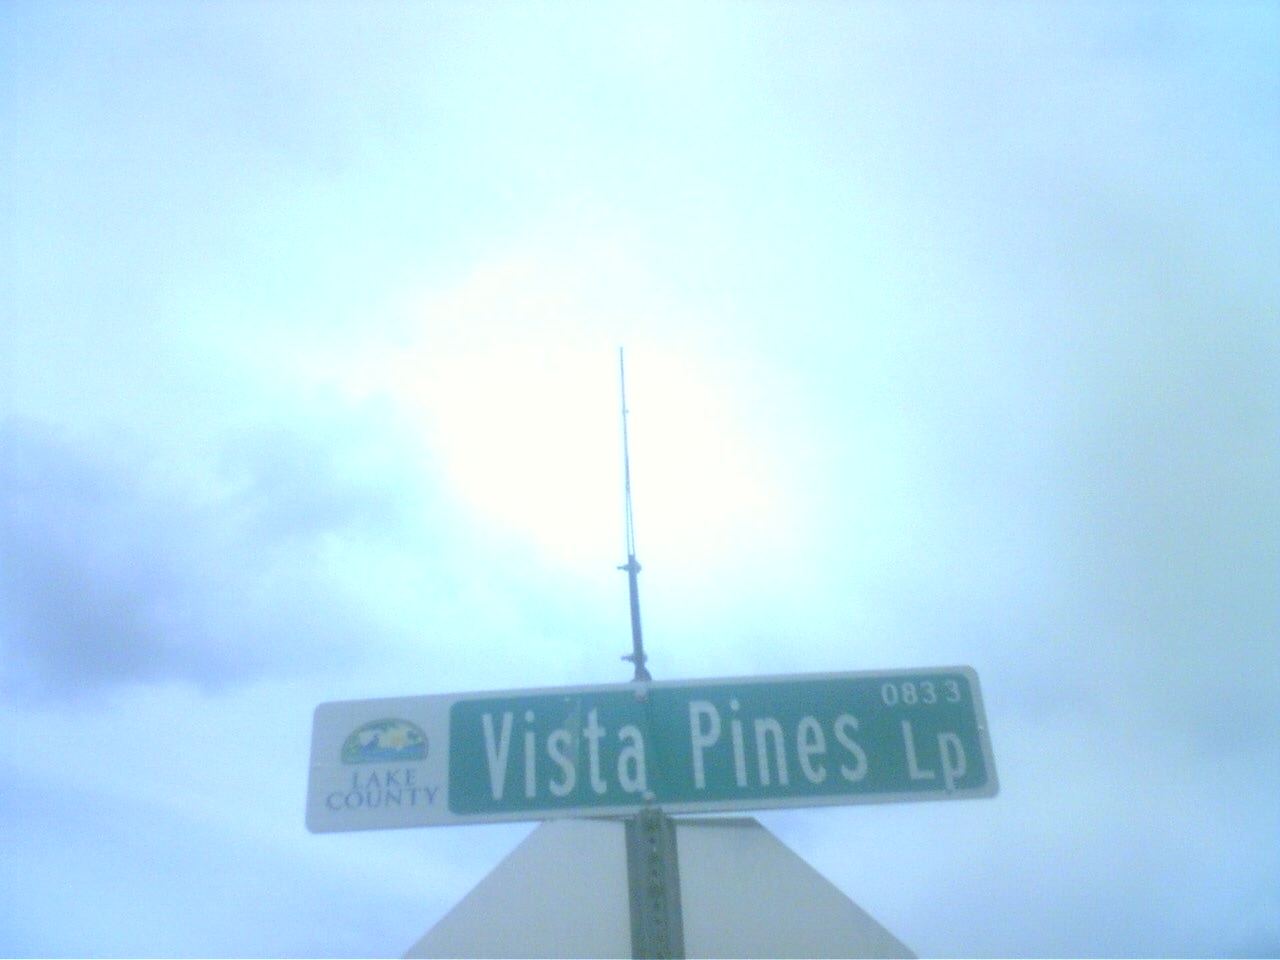 LAKE
COUNTY
Vista Pines Lp
0833